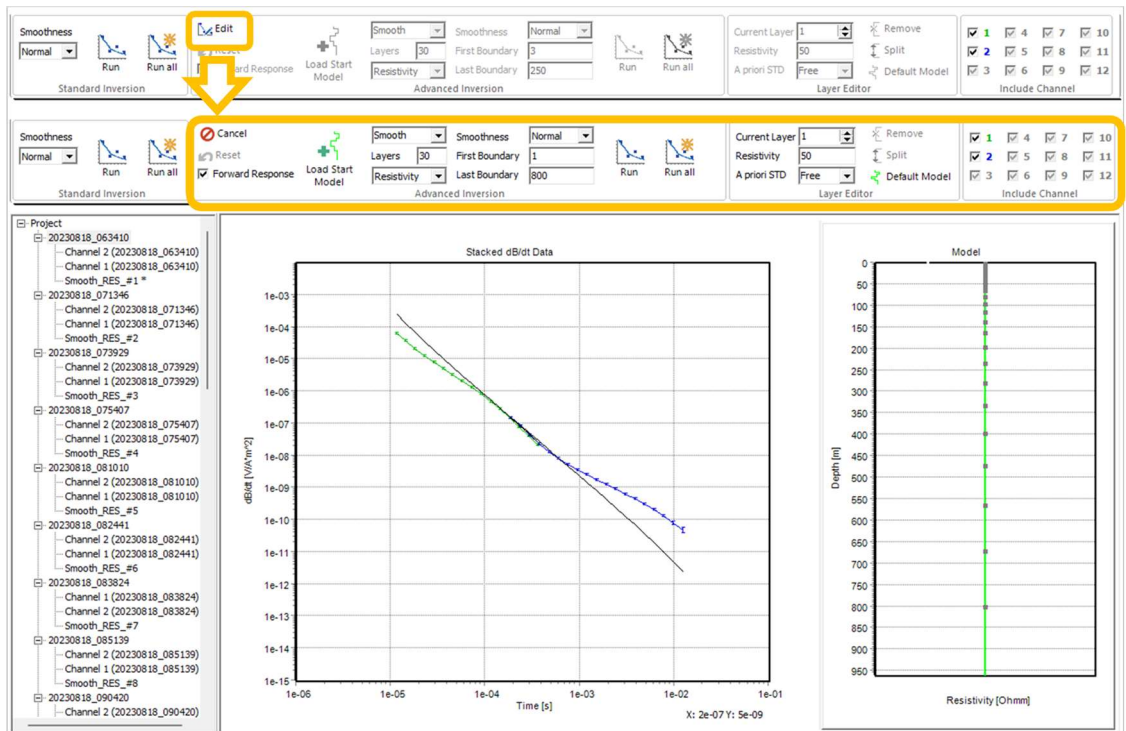 Smoothness
Normal
Run
Run all
Standard Inversion
Edit
Reset
Forward Response
Load Start
Model
Smooth
Layers 30
Resistivity
Smoothness Normal
First Boundary 3
Last Boundary 250
Run
Run all
Advanced Inversion
Current Layer 1
Resistivity 50
A priori STD Free
Remove
Split
Default Model
Layer Editor
1 4 7 10
2 5 8 11
3 6 9 12
Include Channel
Smoothness
Normal
Run
Run all
Standard Inversion
Cancel
Reset
Forward Response
Load Start
Model
Smooth
Layers 30
Resistivity
Smoothness Normal
First Boundary 1
Last Boundary 800
Run
Run all
Advanced Inversion
Current Layer 1
Resistivity 50
A priori STD Free
Remove
Split
Default Model
Layer Editor
1 4 7 10
2 5 8 11
3 6 9 12
Include Channel
Project
20230818_063410
Channel 2 (20230818_063410)
Channel 1 (20230818_063410)
Smooth_RES_#1 *
20230818_071346
Channel 2 (20230818_071346)
Channel 1 (20230818_071346)
Smooth_RES_#2
20230818_073929
Channel 2 (20230818_073929)
Channel 1 (20230818_073929)
Smooth_RES_#3
20230818_075407
Channel 2 (20230818_075407)
Channel 1 (20230818_075407)
Smooth_RES_#4
20230818_081010
Channel 2 (20230818_081010)
Channel 1 (20230818_081010)
Smooth_RES_#5
20230818_082441
Channel 2 (20230818_082441)
Channel 1 (20230818_082441)
Smooth_RES_#6
20230818_083824
Channel 1 (20230818_083824)
Channel 2 (20230818_083824)
Smooth_RES_#7
20230818_085139
Channel 2 (20230818_085139)
Channel 1 (20230818_085139)
Smooth_RES_#8
20230818_090420
Channel 2 (20230818_090420)
Stacked dB/dt Data
dB/dt [V/A*m^2]
1e-03
1e-04
1e-05
1e-06
1e-07
1e-08
1e-09
1e-10
1e-11
1e-12
1e-13
1e-14
1e-15
1e-06 1e-05 1e-04 1e-03 1e-02 1e-01
Time [s]
X: 2e-07 Y: 5e-09
Model
Depth [m]
0
50
100
150
200
250
300
350
400
450
500
550
600
650
700
750
800
850
900
950
Resistivity [Ohmm]